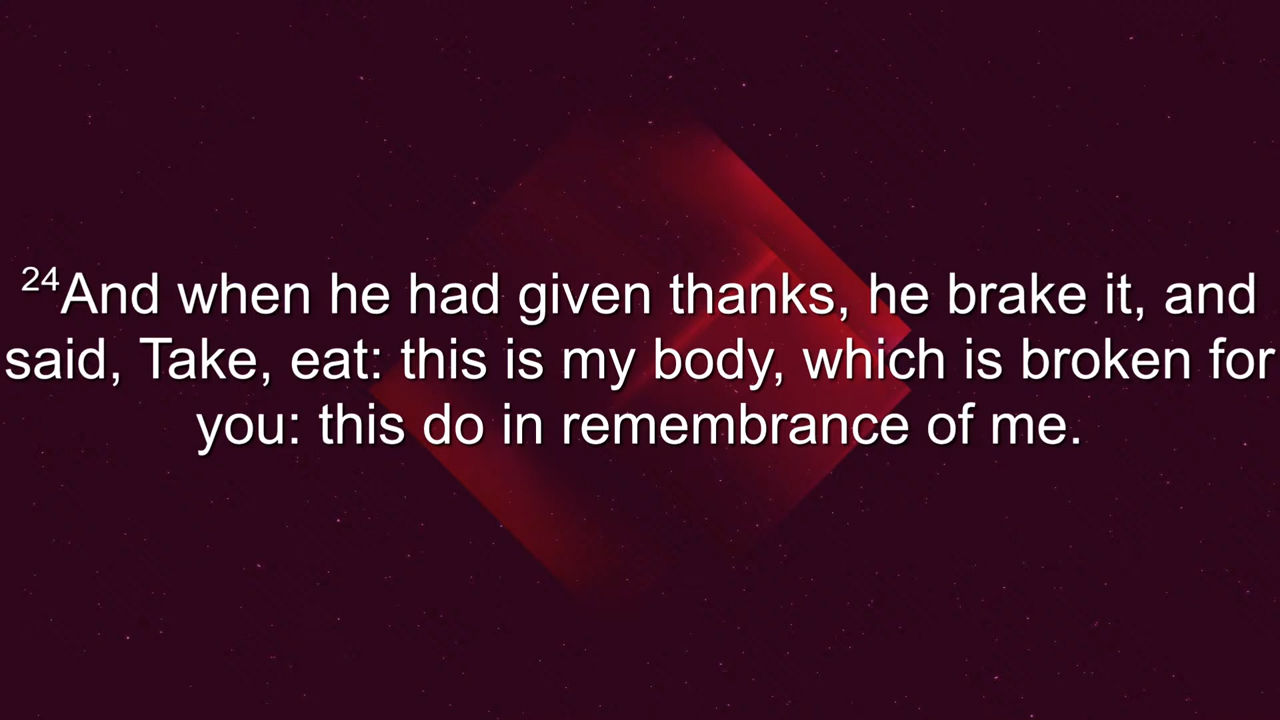 24And when he had given thanks, he brake it, and
said, Take, eat: this is my body, which is broken for
you: this do in remembrance of me.